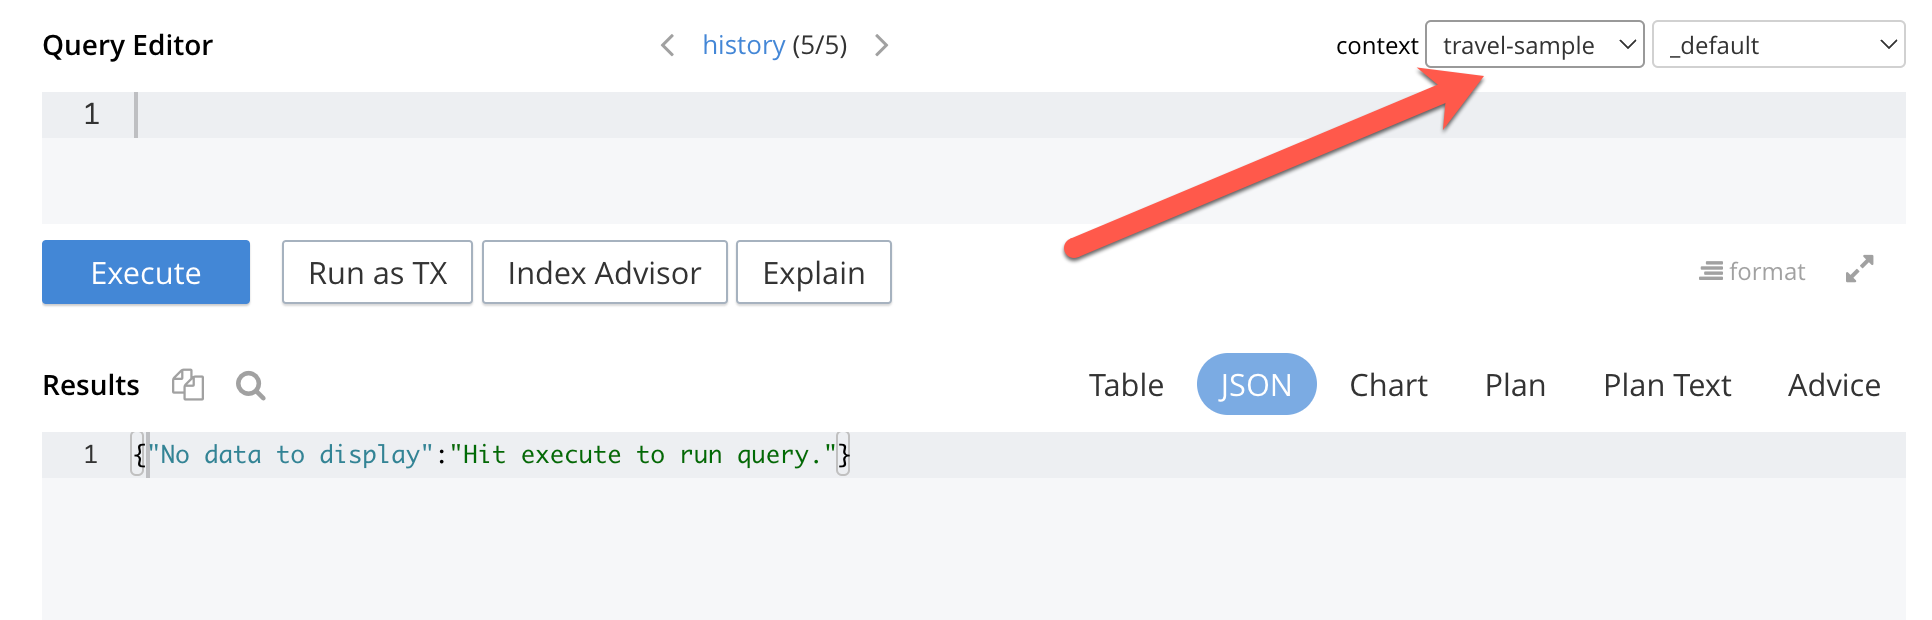 Query Editor history (5/5) context travel-sample _default
1
Execute Run as TX Index Advisor Explain format
Results Table JSON Chart Plan Plan Text Advice
1 {"No data to display":"Hit execute to run query."}